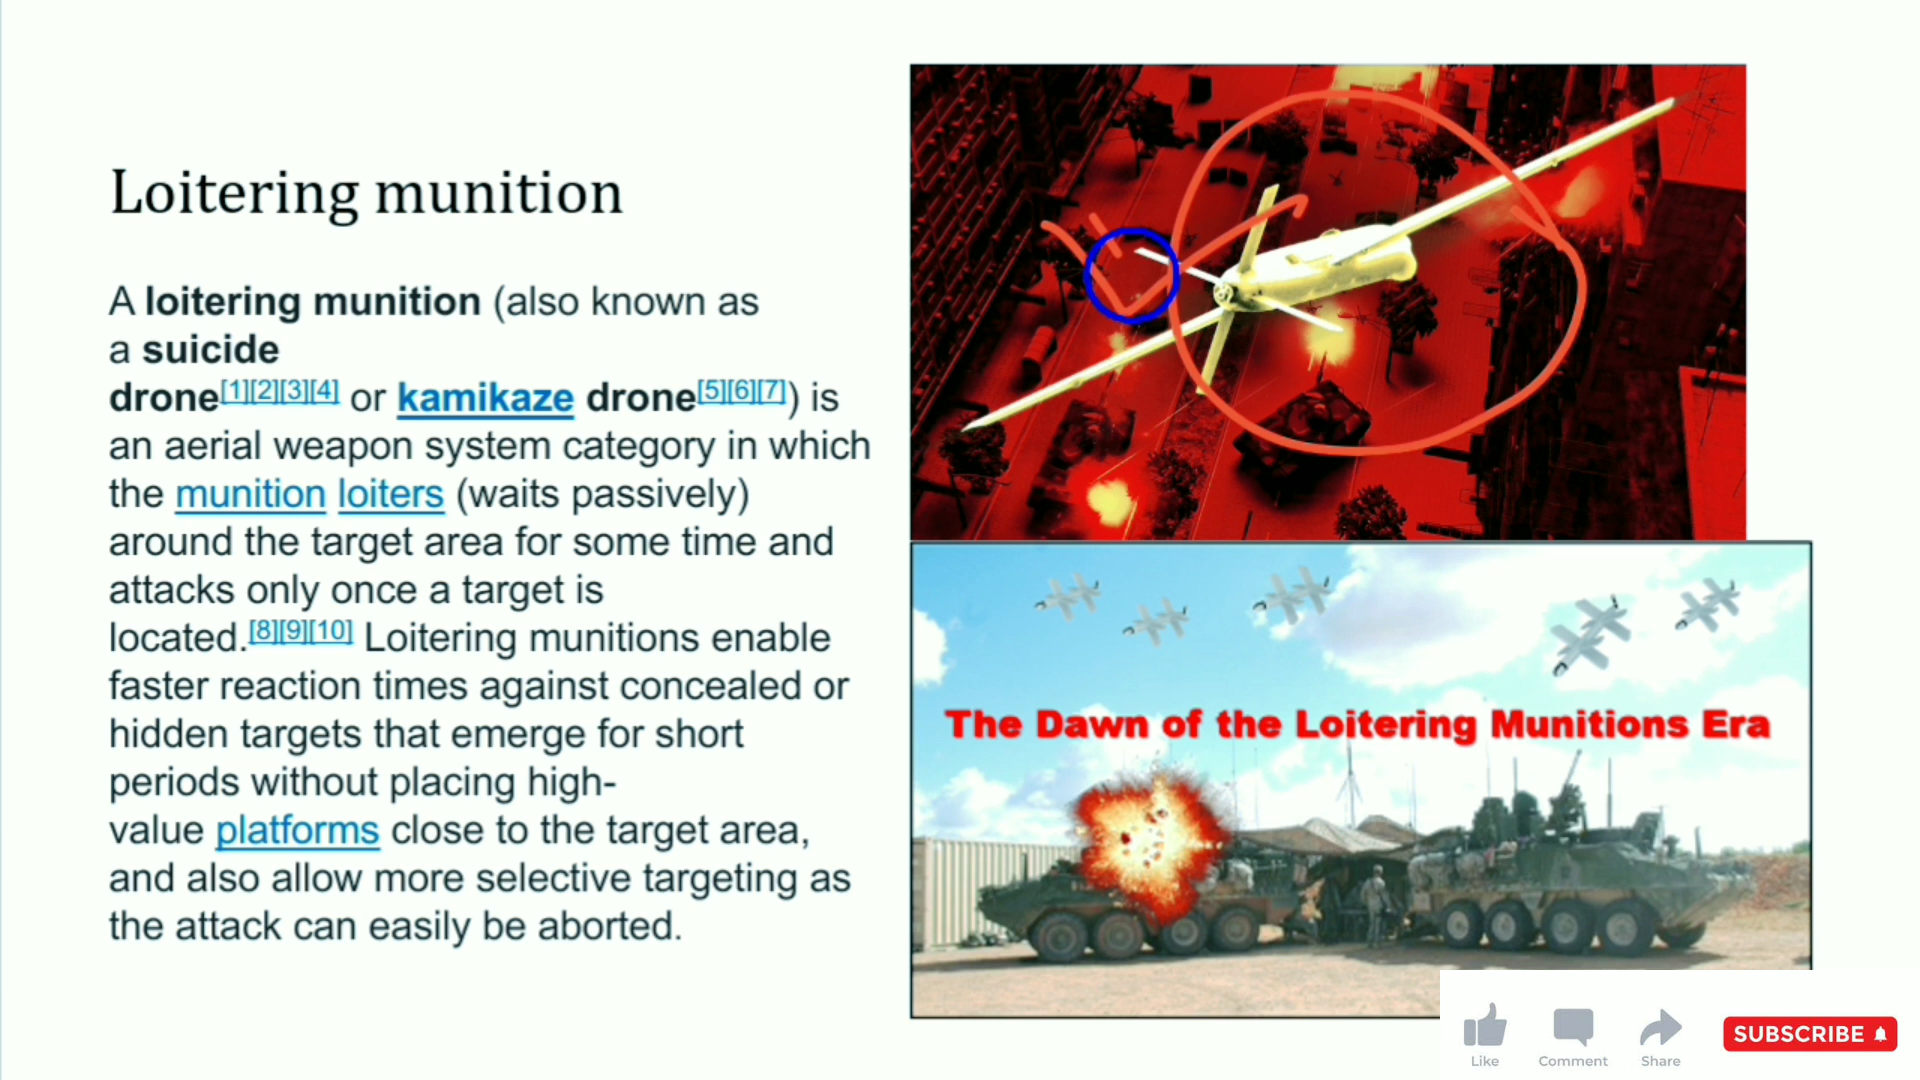 Loitering munition
A loitering munition (also known as
a suicide
drone[1][2][3][4] or kamikaze drone[5][6][7]) is
an aerial weapon system category in which
the munition loiters (waits passively)
around the target area for some time and
attacks only once a target is
located.[8][9][10] Loitering munitions enable
faster reaction times against concealed or
hidden targets that emerge for short
periods without placing high-
value platforms close to the target area,
and also allow more selective targeting as
the attack can easily be aborted.
The Dawn of the Loitering Munitions Era
Like
Comment
Share
SUBSCRIBE